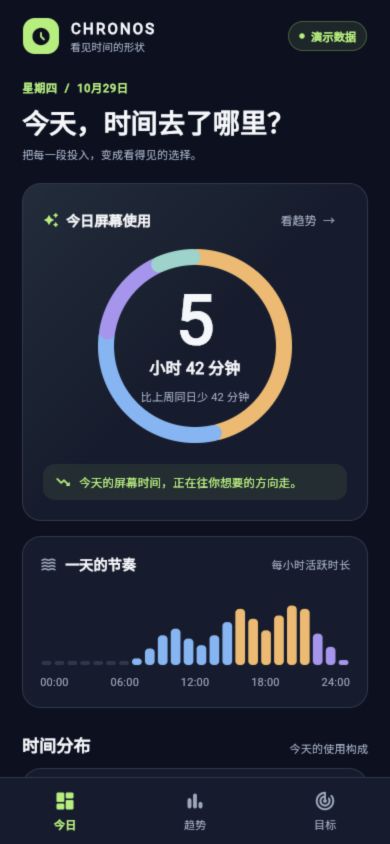 CHRONOS
看见时间的形状
演示数据
星期四 / 10月29日
今天，时间去了哪里？
把每一段投入，变成看得见的选择。
今日屏幕使用
看趋势 →
5
小时 42 分钟
比上周同日少 42 分钟
今天的屏幕时间，正在往你想要的方向走。
一天的节奏
每小时活跃时长
00:00 06:00 12:00 18:00 24:00
时间分布
今天的使用构成
今日
趋势
目标